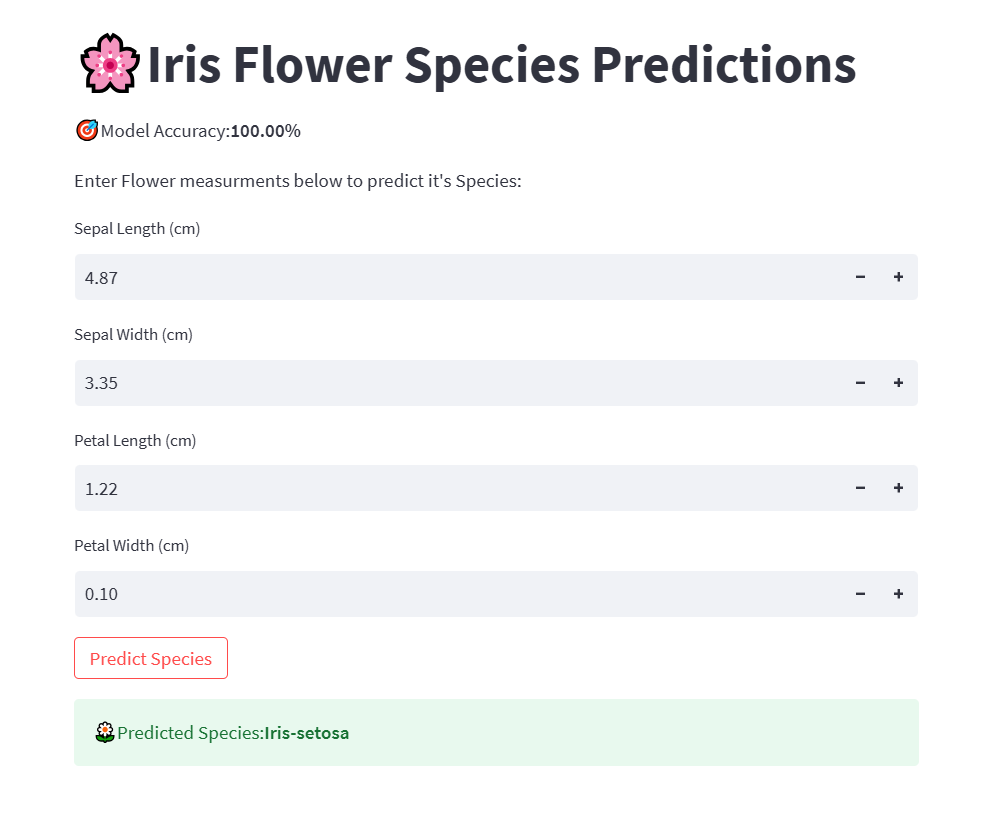 Iris Flower Species Predictions
Model Accuracy:100.00%
Enter Flower measurments below to predict it's Species:
Sepal Length (cm)
4.87
Sepal Width (cm)
3.35
Petal Length (cm)
1.22
Petal Width (cm)
0.10
Predict Species
Predicted Species:Iris-setosa